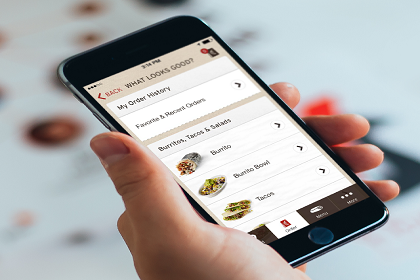 3:14 PM
BACK WHAT LOOKS GOOD?
My Order History
Favorite & Recent Orders
Burritos, Tacos & Salads
Burrito
Burrito Bowl
Tacos
Order
Menu
More